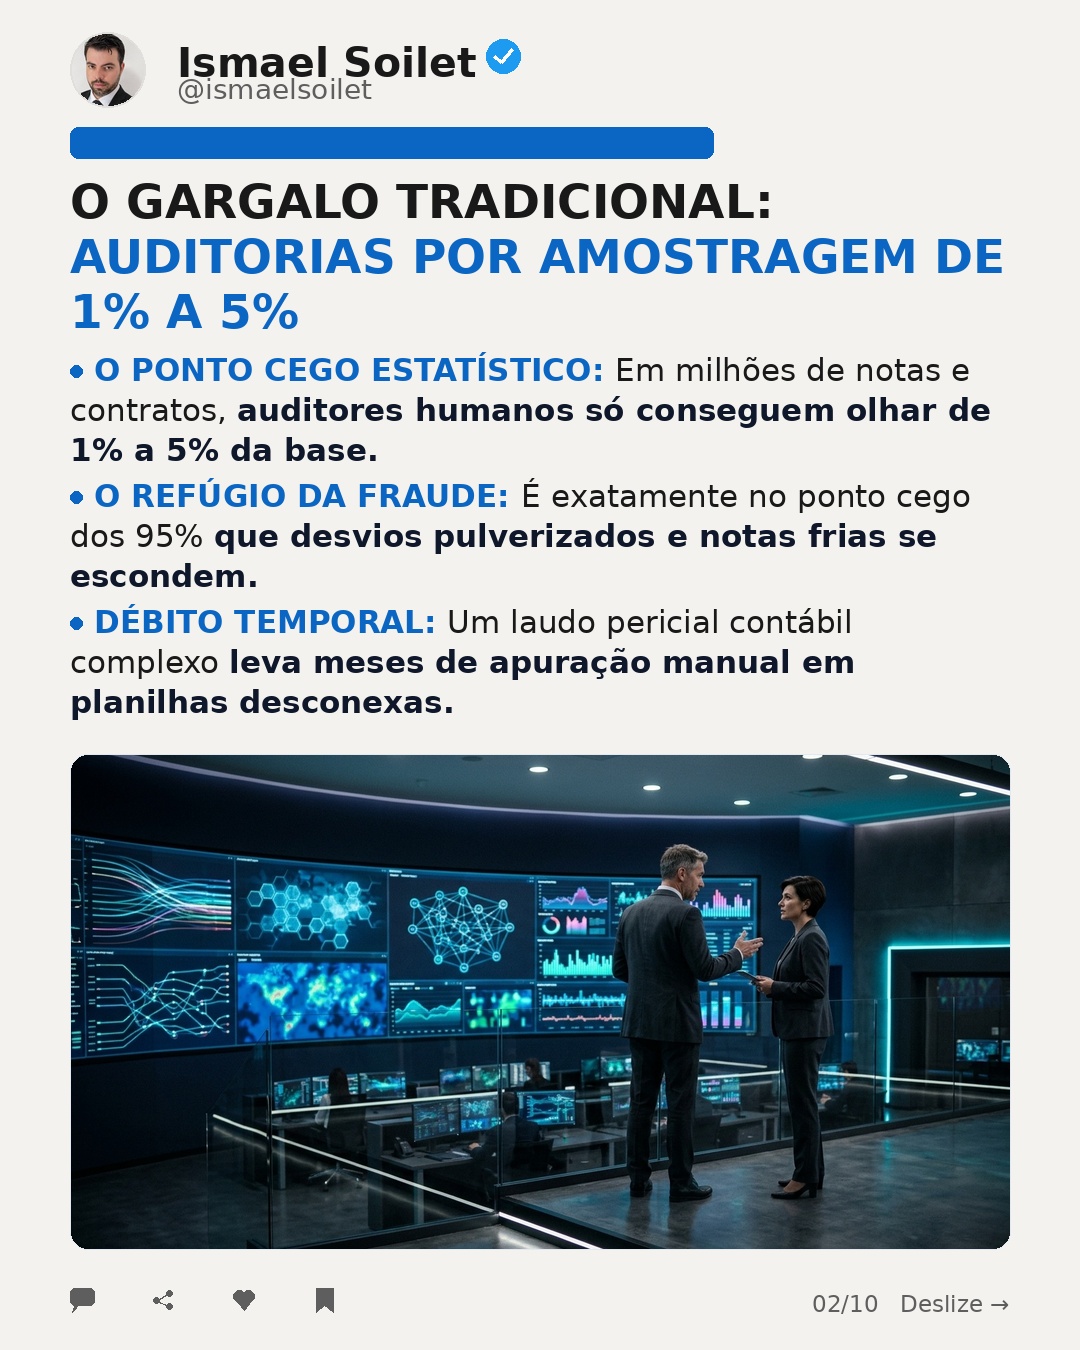 Ismael Soilet
@ismaelsoilet
O GARGALO TRADICIONAL:
AUDITORIAS POR AMOSTRAGEM DE
1% A 5%
• O PONTO CEGO ESTATÍSTICO: Em milhões de notas e
contratos, auditores humanos só conseguem olhar de
1% a 5% da base.
• O REFÚGIO DA FRAUDE: É exatamente no ponto cego
dos 95% que desvios pulverizados e notas frias se
escondem.
• DÉBITO TEMPORAL: Um laudo pericial contábil
complexo leva meses de apuração manual em
planilhas desconexas.
02/10 Deslize →